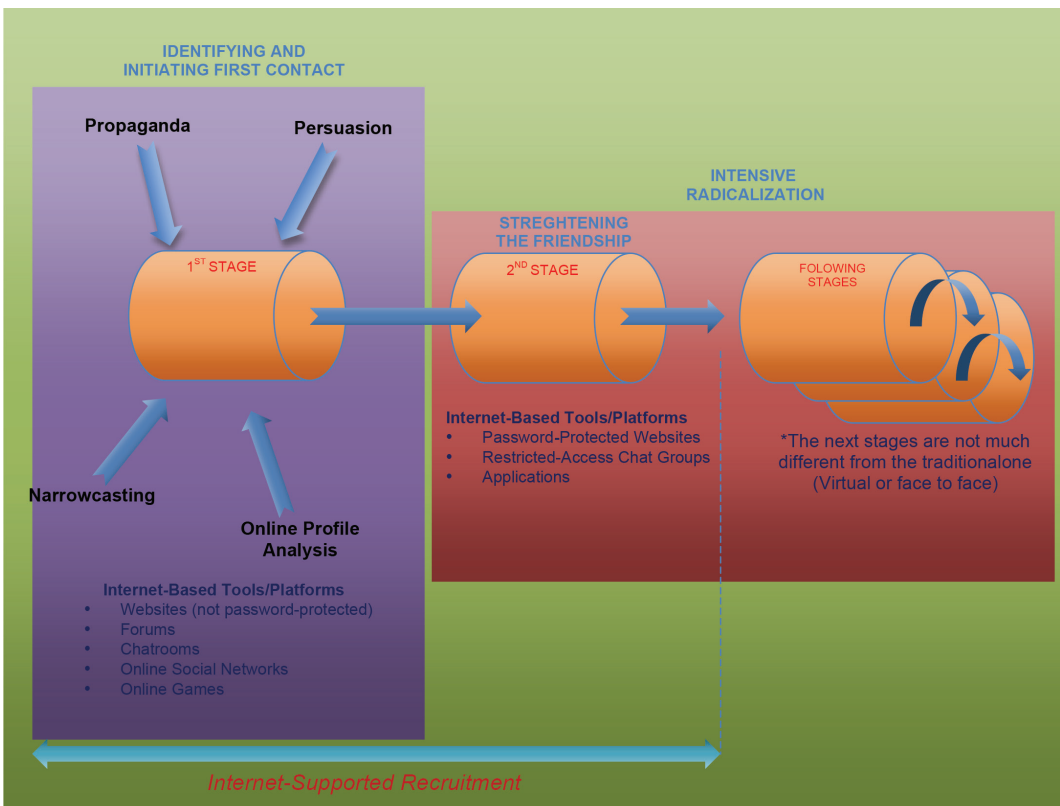 IDENTIFYING AND
INITIATING FIRST CONTACT
Propaganda
Persuasion
1ST STAGE
Narrowcasting
Online Profile
Analysis
Internet-Based Tools/Platforms
• Websites (not password-protected)
• Forums
• Chatrooms
• Online Social Networks
• Online Games
INTENSIVE
RADICALIZATION
STREGHTENING
THE FRIENDSHIP
2ND STAGE
Internet-Based Tools/Platforms
• Password-Protected Websites
• Restricted-Access Chat Groups
• Applications
FOLOWING
STAGES
*The next stages are not much
different from the traditionalone
(Virtual or face to face)
Internet-Supported Recruitment